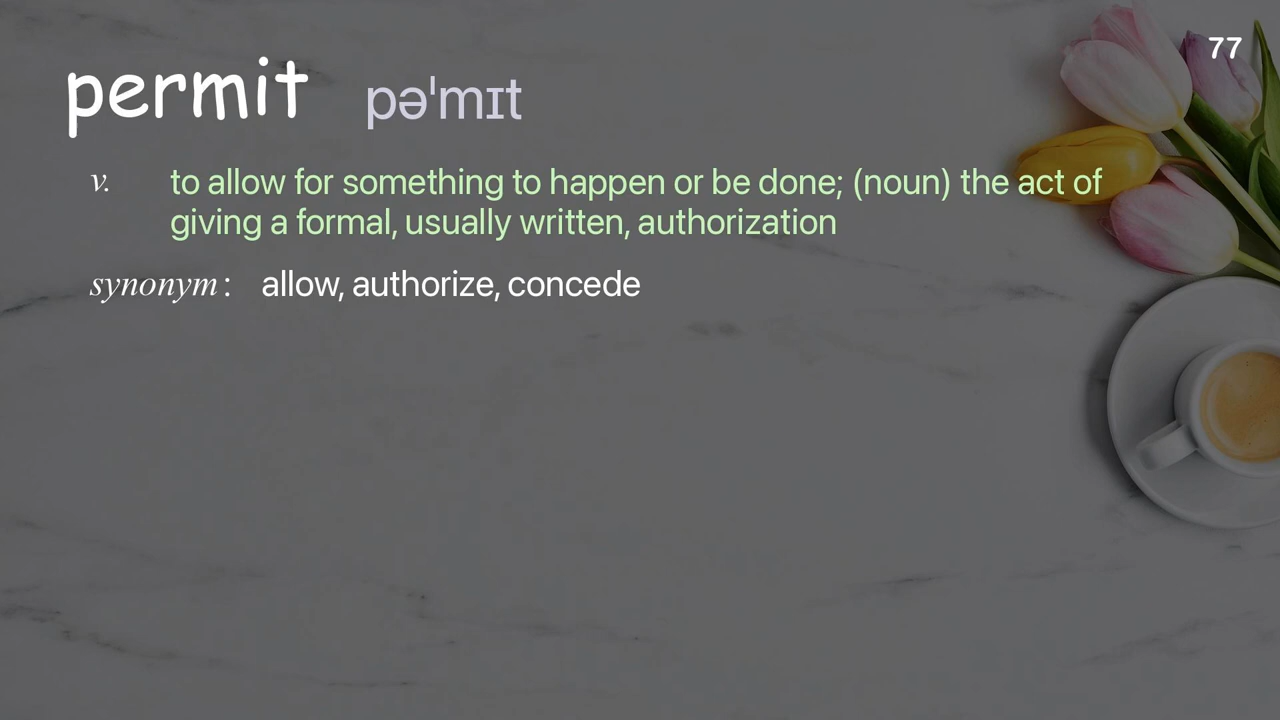 77
permit pəˈmɪt
v. to allow for something to happen or be done; (noun) the act of
giving a formal, usually written, authorization
synonym : allow, authorize, concede